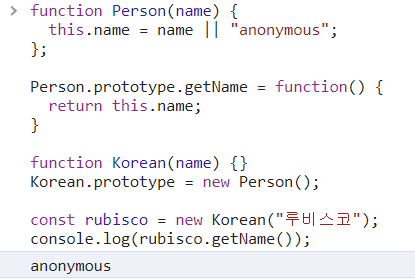 > function Person(name) {
  this.name = name || "anonymous";
};

Person.prototype.getName = function() {
  return this.name;
}

function Korean(name) {}
Korean.prototype = new Person();

const rubisco = new Korean("루비스코");
console.log(rubisco.getName());
anonymous